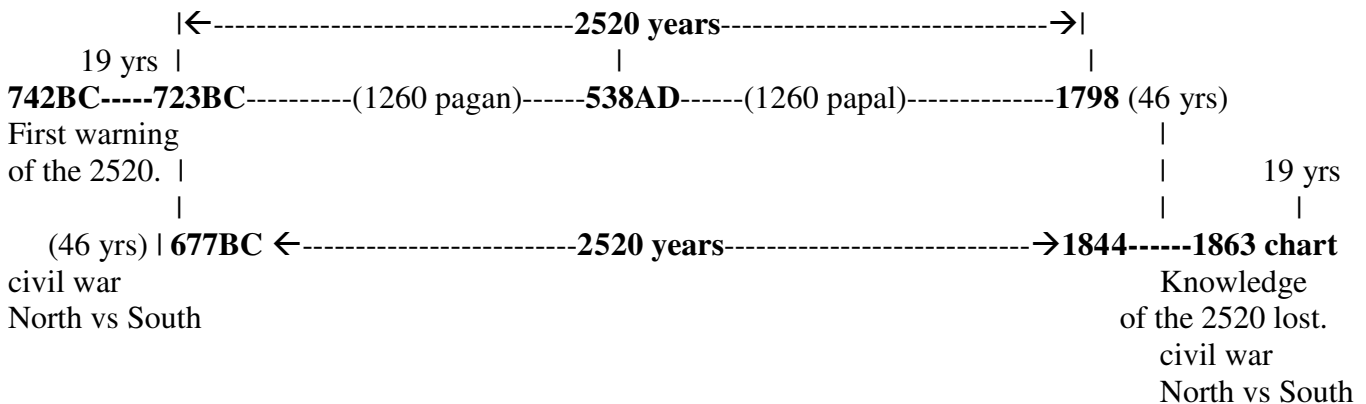 |←---------------------------------2520 years------------------------------→|
19 yrs | | |
742BC-----723BC----------(1260 pagan)------538AD------(1260 papal)--------------1798 (46 yrs)
First warning |
of the 2520. | | 19 yrs
| | |
(46 yrs) | 677BC ←--------------------------2520 years-----------------------------→1844------1863 chart
civil war Knowledge
North vs South of the 2520 lost.
civil war
North vs South